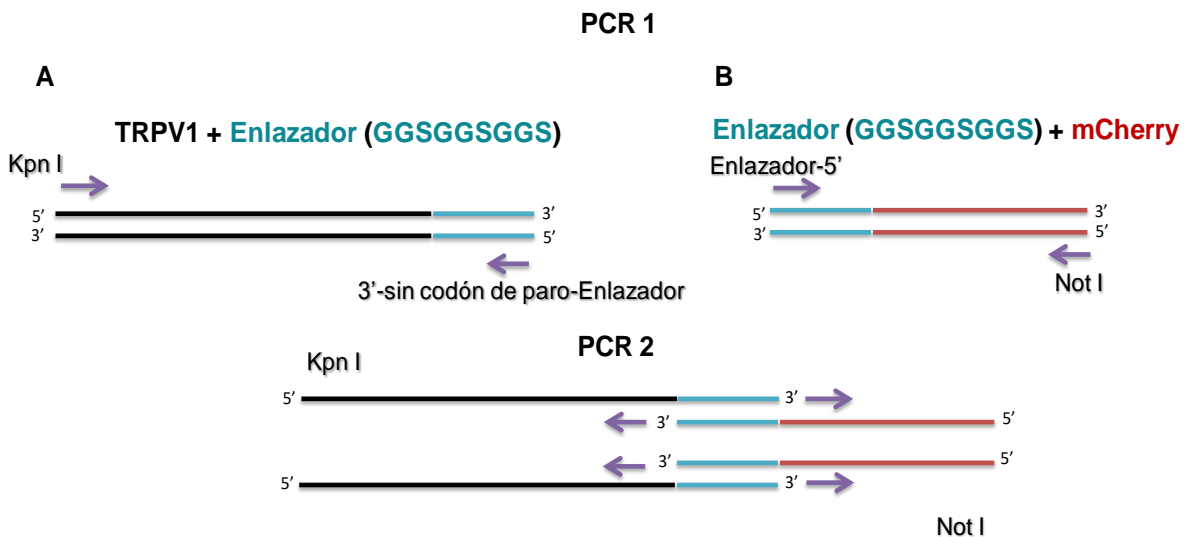 PCR 1
A
B
TRPV1 + Enlazador (GGSGGSGGS)
Enlazador (GGSGGSGGS) + mCherry
Kpn I
Enlazador-5’
5’ 3’
3’ 5’
5’ 3’
3’ 5’
3’-sin codón de paro-Enlazador
Not I
PCR 2
Kpn I
5’ 3’
3’ 5’
3’ 5’
5’ 3’
Not I